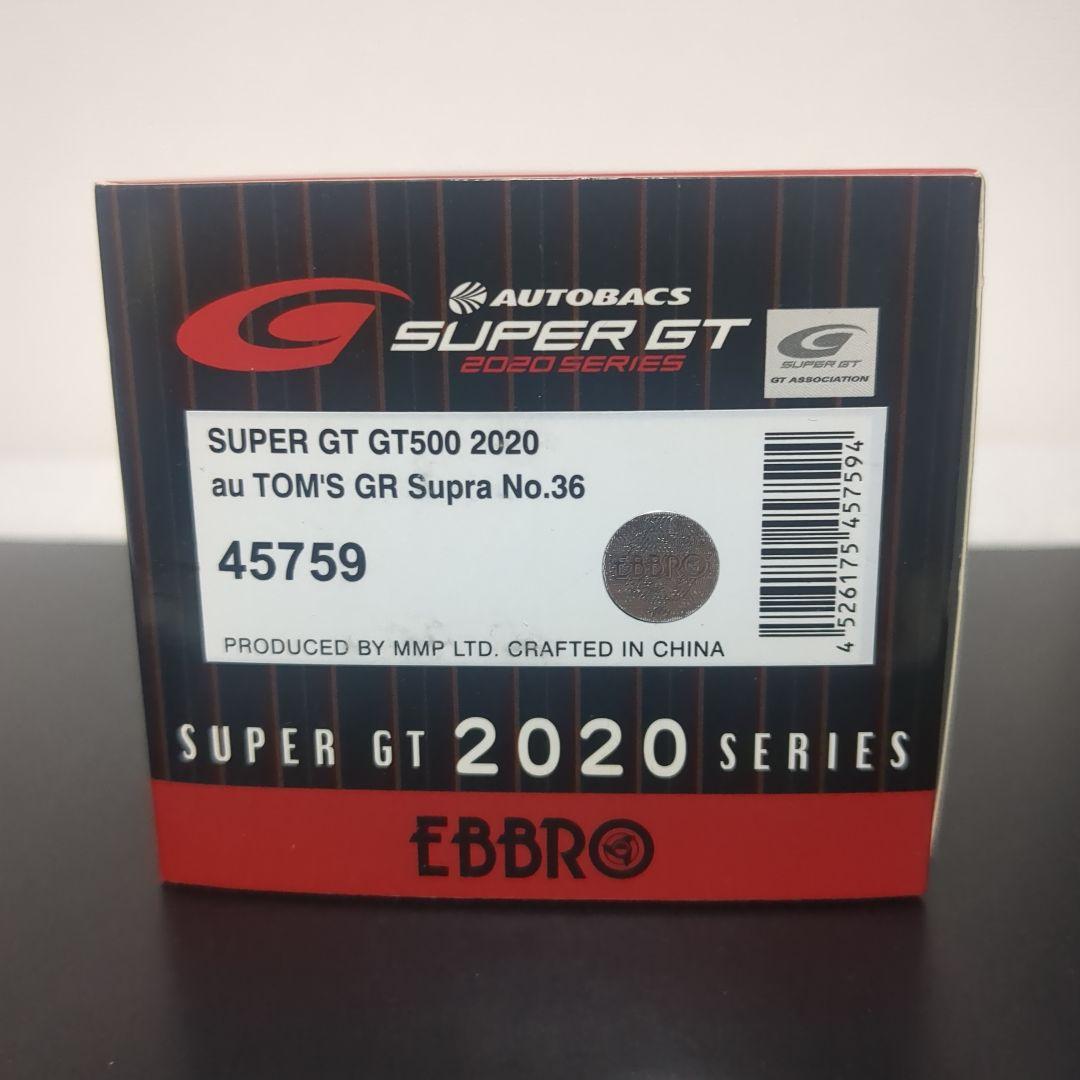 AUTOBACS
SUPER GT
2020 SERIES
SUPER GT
GT ASSOCIATION
SUPER GT GT500 2020
au TOM'S GR Supra No.36
45759
EBBRO
4 526175 457594
PRODUCED BY MMP LTD. CRAFTED IN CHINA
SUPER GT 2020 SERIES
EBBRO